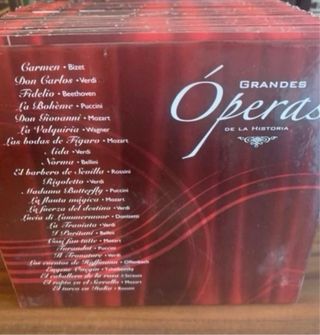 Carmen • Bizet
Don Carlos • Verdi
Fidelio • Beethoven
La Bohème • Puccini
Don Giovanni • Mozart
La Valquiria • Wagner
Las bodas de Fígaro • Mozart
Aida • Verdi
Norma • Bellini
El barbero de Sevilla • Rossini
Rigoletto • Verdi
Madama Butterfly • Puccini
La flauta mágica • Mozart
La fuerza del destino • Verdi
Lucia di Lammermoor • Donizetti
La Traviata • Verdi
I Puritani • Bellini
Così fan tutte • Mozart
Turandot • Puccini
Il Trovatore • Verdi
Los cuentos de Hoffmann • Offenbach
Eugene Onegin • Tchaikovsky
El caballero de la rosa • Strauss
El rapto en el Serrallo • Mozart
El turco en Italia • Rossini
GRANDES
Óperas
DE LA HISTORIA